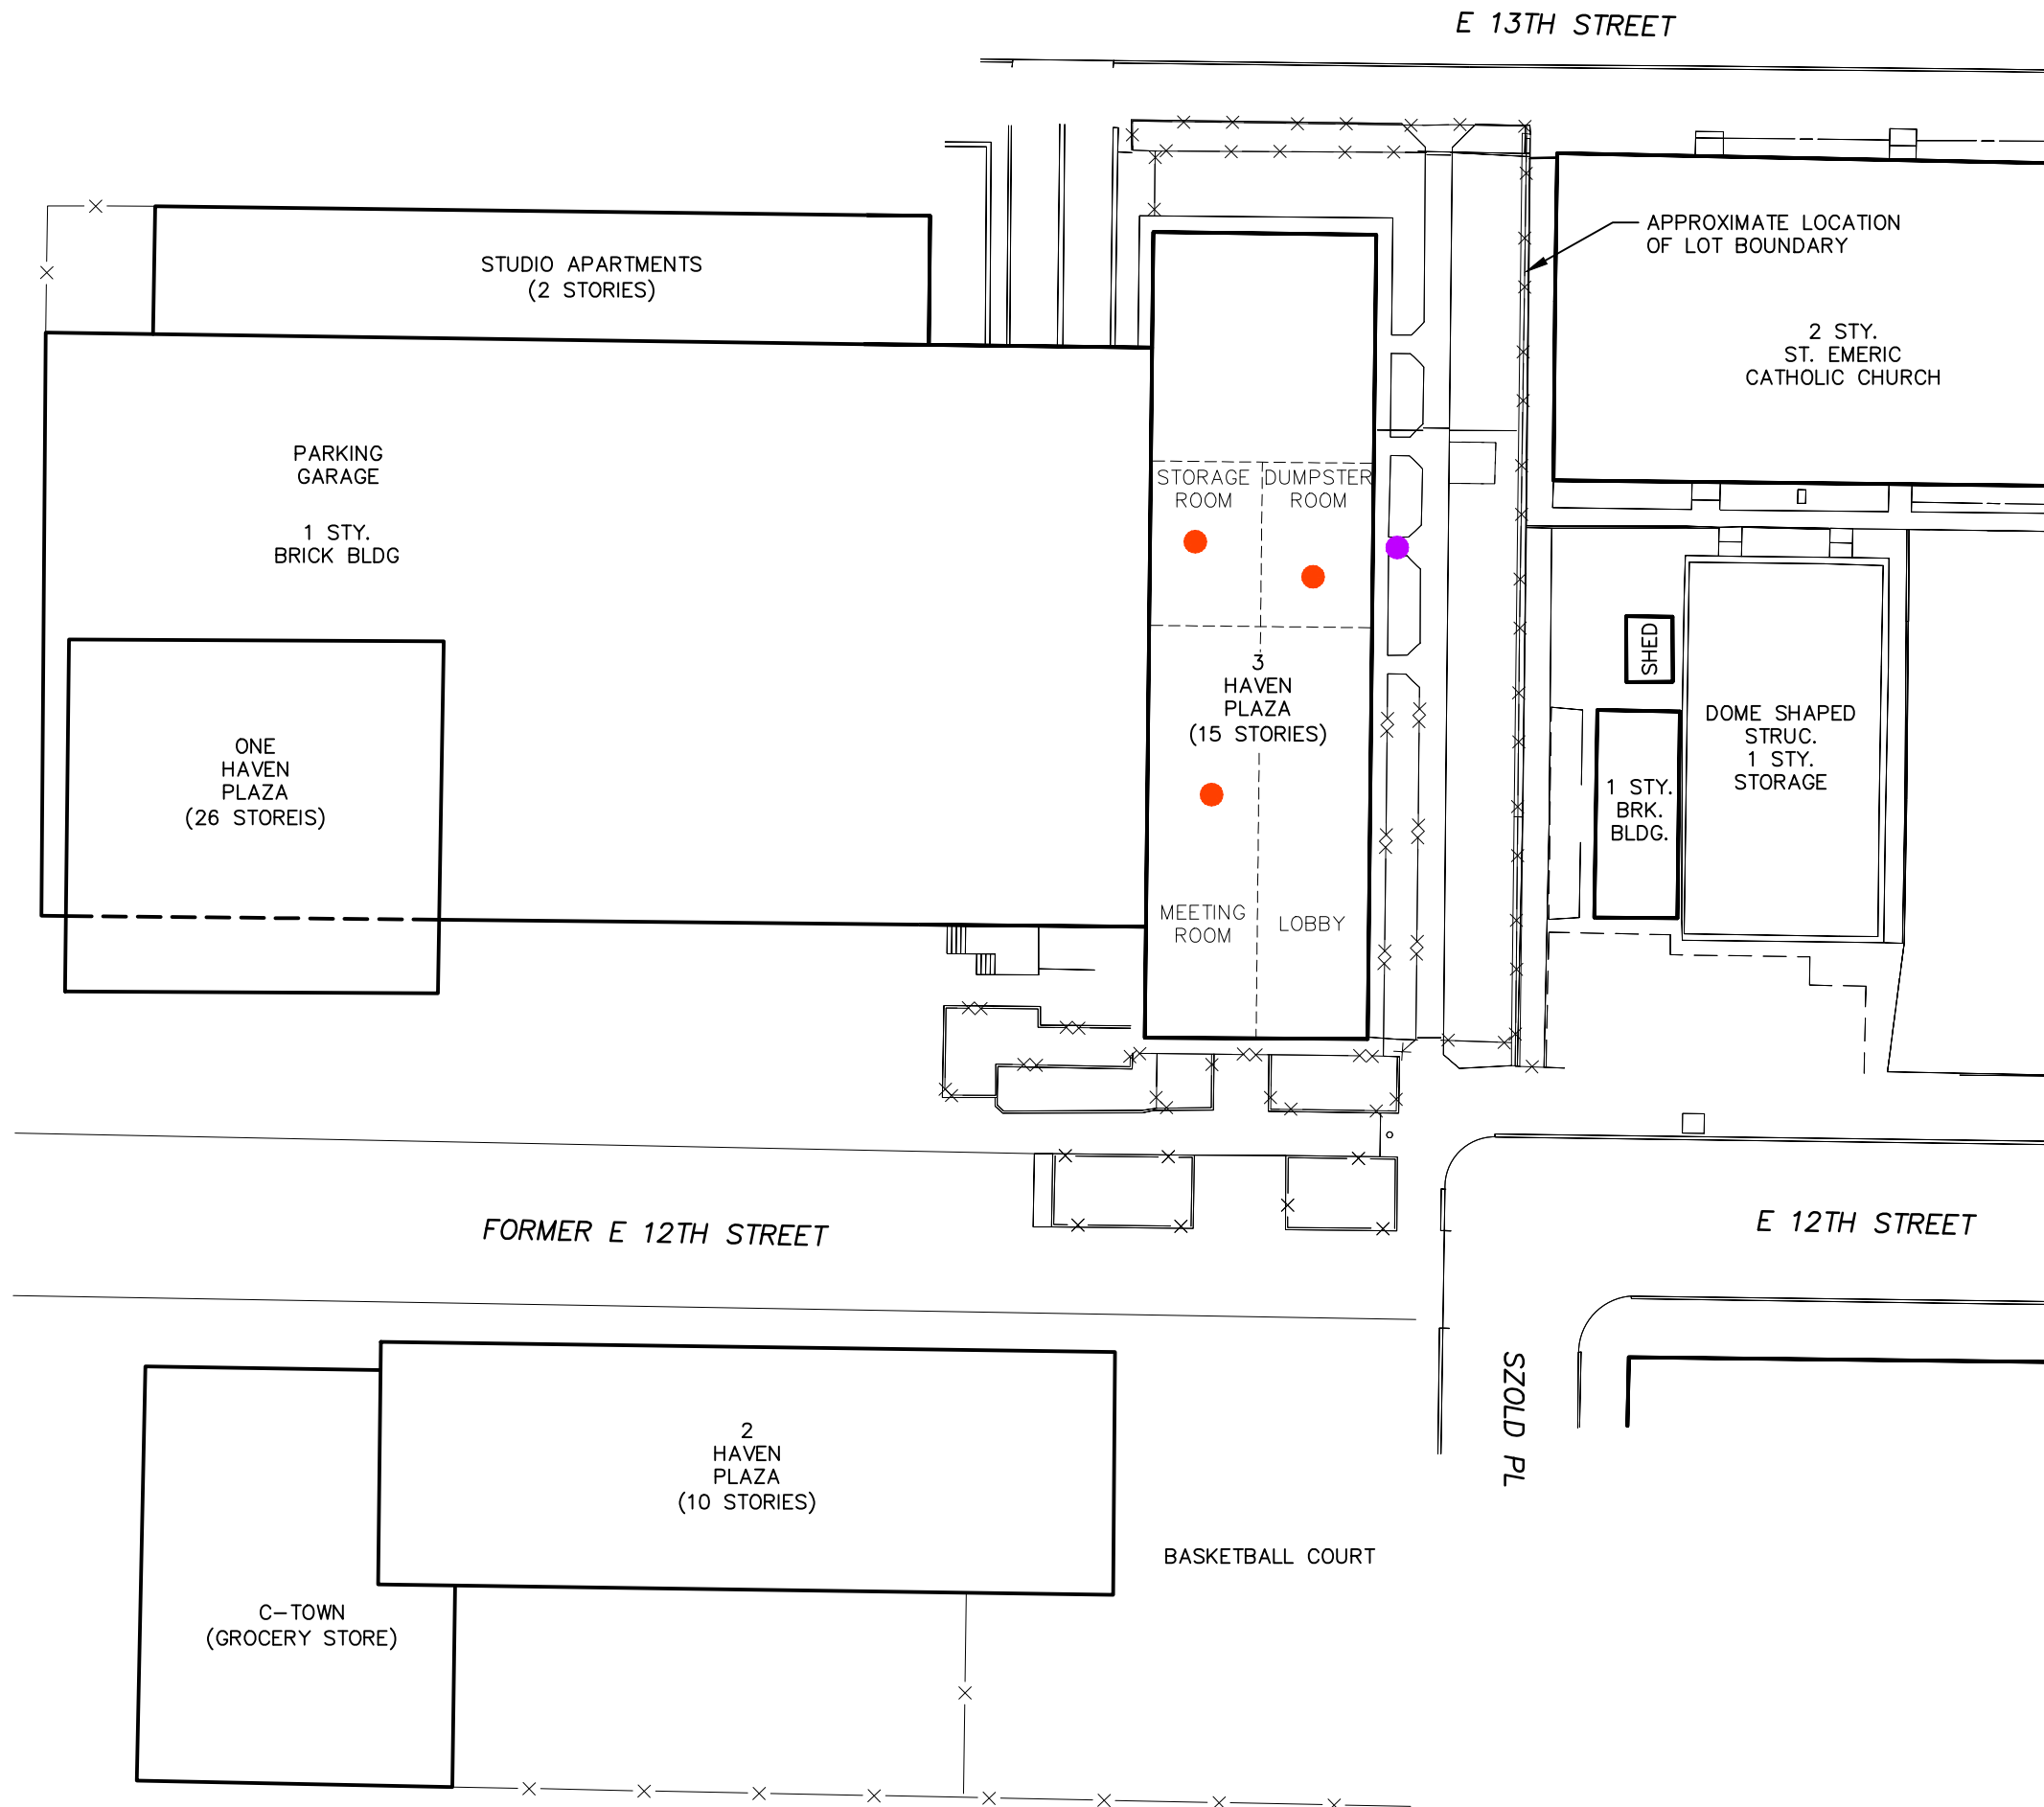 E 13TH STREET
APPROXIMATE LOCATION
OF LOT BOUNDARY
STUDIO APARTMENTS
(2 STORIES)
2 STY.
ST. EMERIC
CATHOLIC CHURCH
PARKING
GARAGE
1 STY.
BRICK BLDG
STORAGE
ROOM
DUMPSTER
ROOM
3
HAVEN
PLAZA
(15 STORIES)
SHED
DOME SHAPED
STRUC.
1 STY.
STORAGE
ONE
HAVEN
PLAZA
(26 STOREIS)
1 STY.
BRK.
BLDG.
MEETING
ROOM
LOBBY
FORMER E 12TH STREET
E 12TH STREET
SZOLD PL
2
HAVEN
PLAZA
(10 STORIES)
BASKETBALL COURT
C-TOWN
(GROCERY STORE)